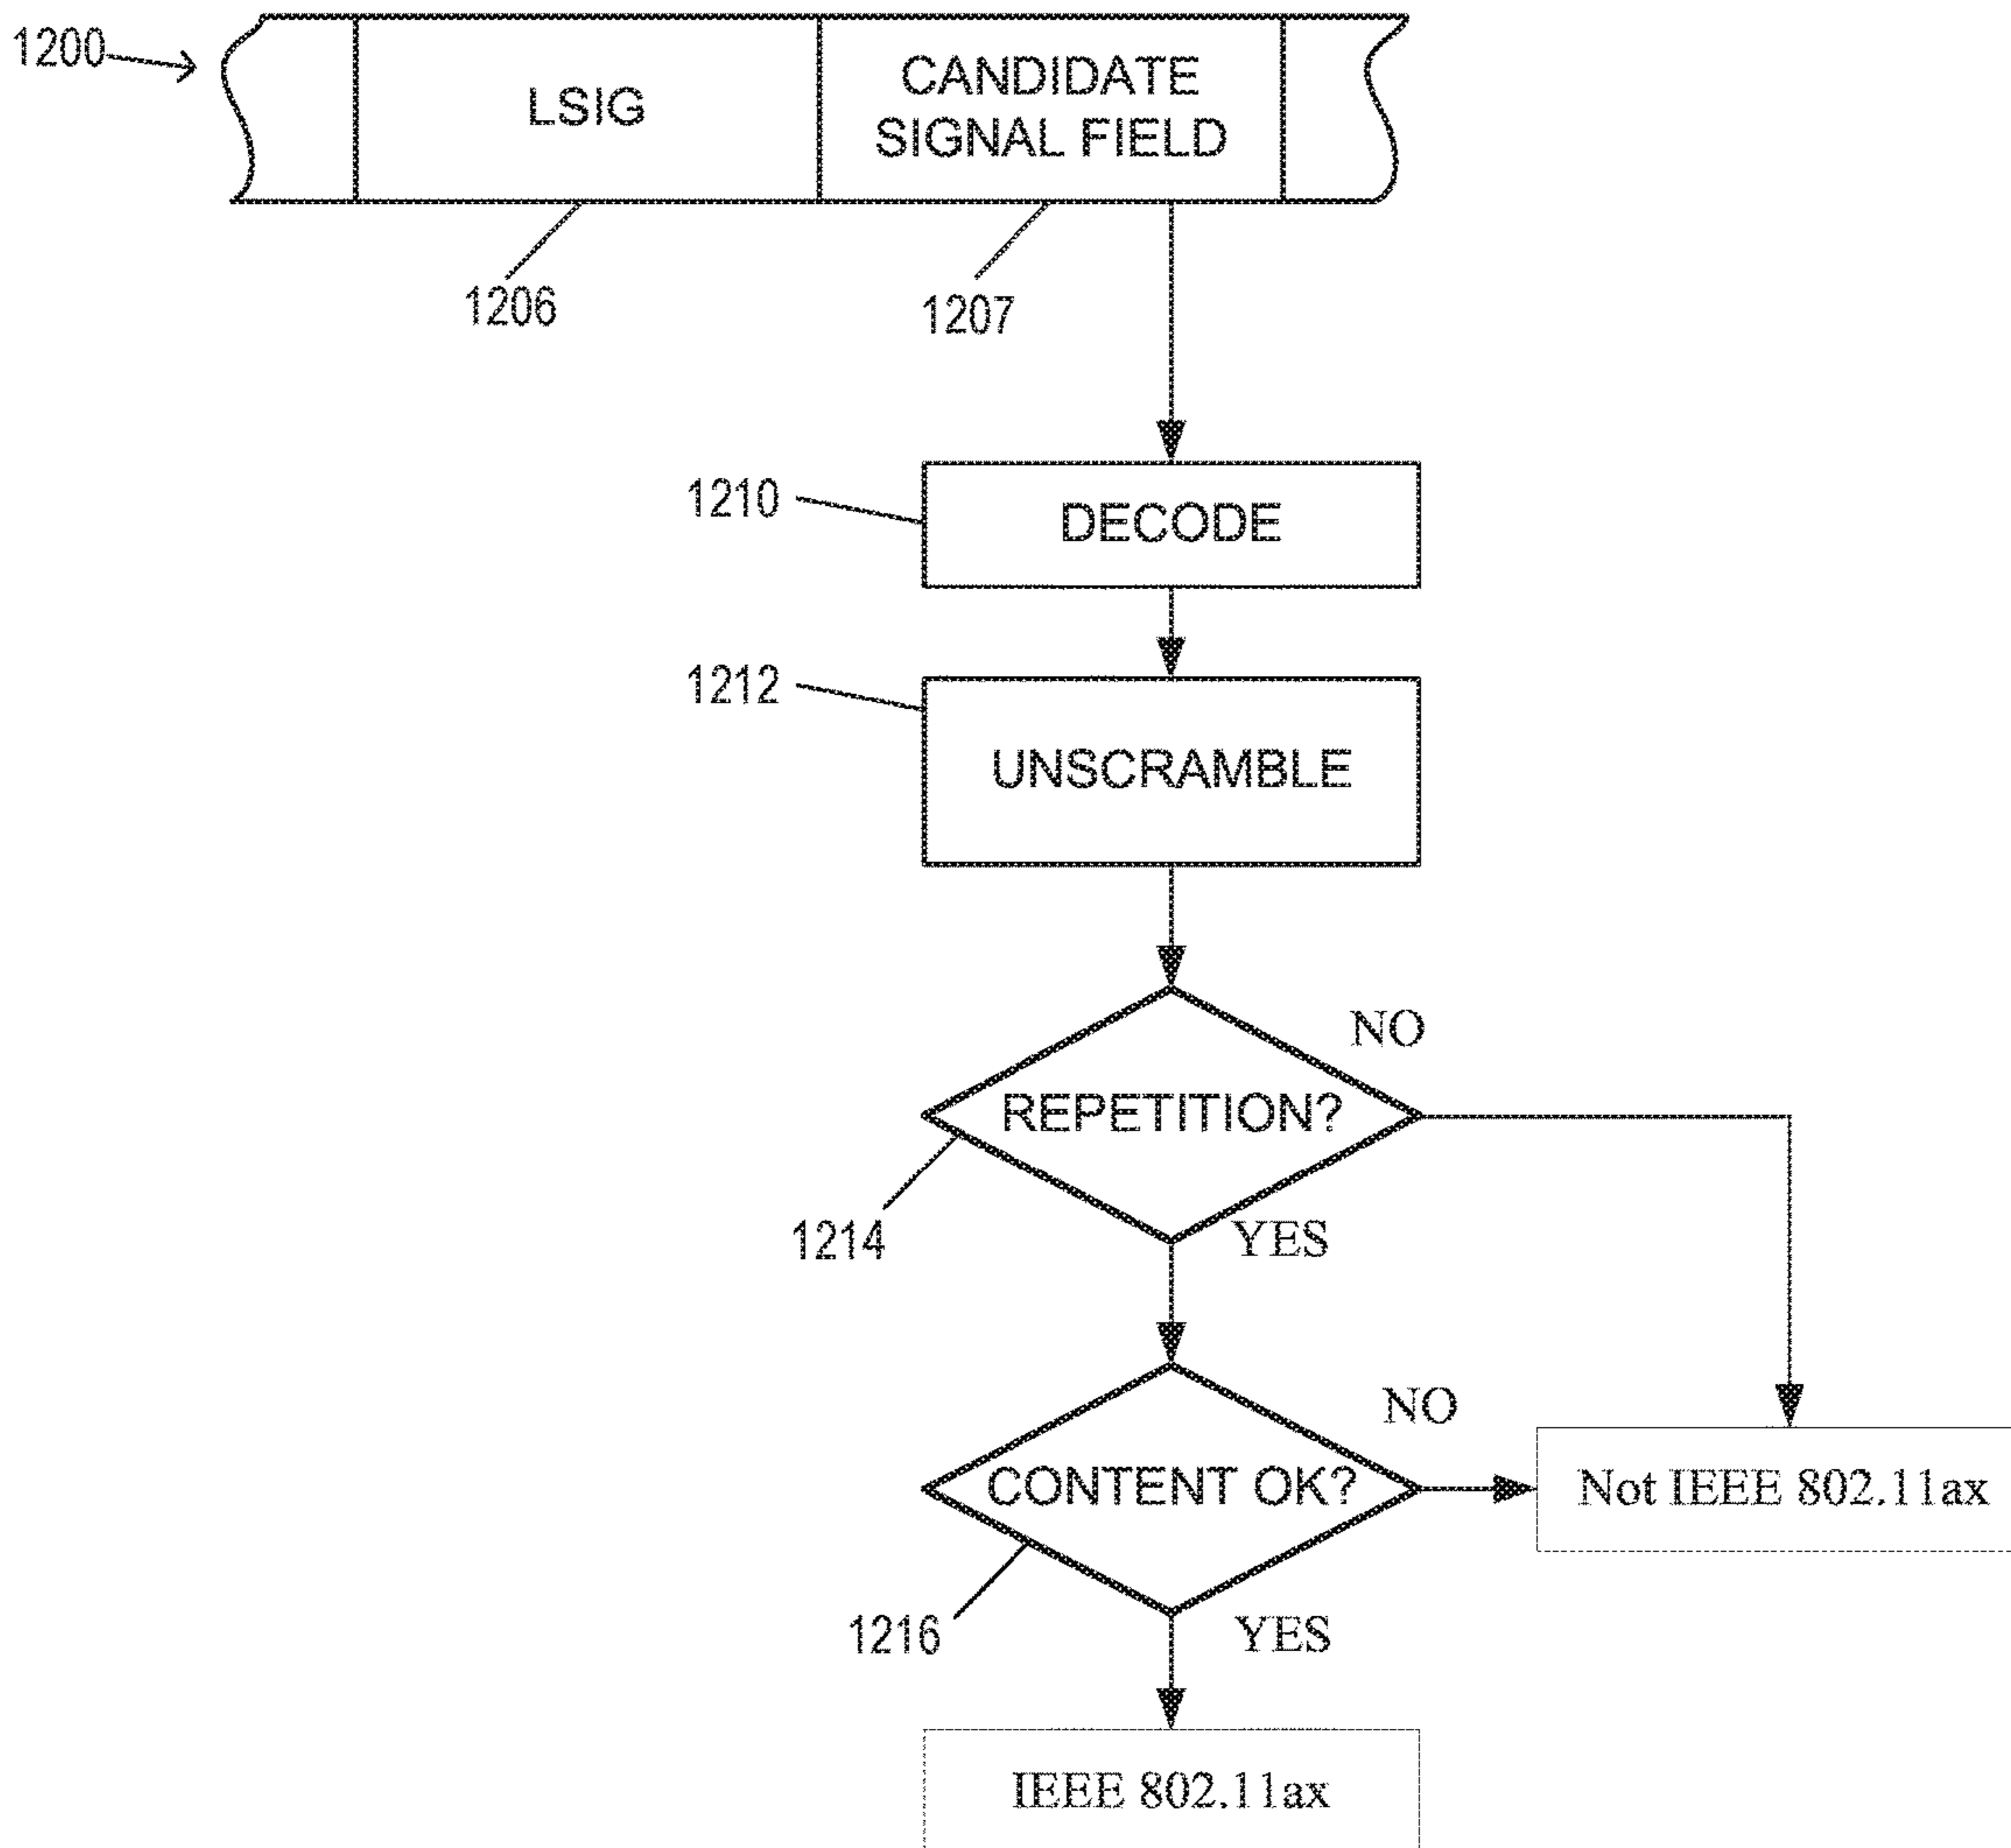 1200
LSIG
CANDIDATE
SIGNAL FIELD
1206
1207
1210
DECODE
1212
UNSCRAMBLE
NO
REPETITION?
1214
YES
NO
CONTENT OK?
Not IEEE 802.11ax
1216
YES
IEEE 802.11ax